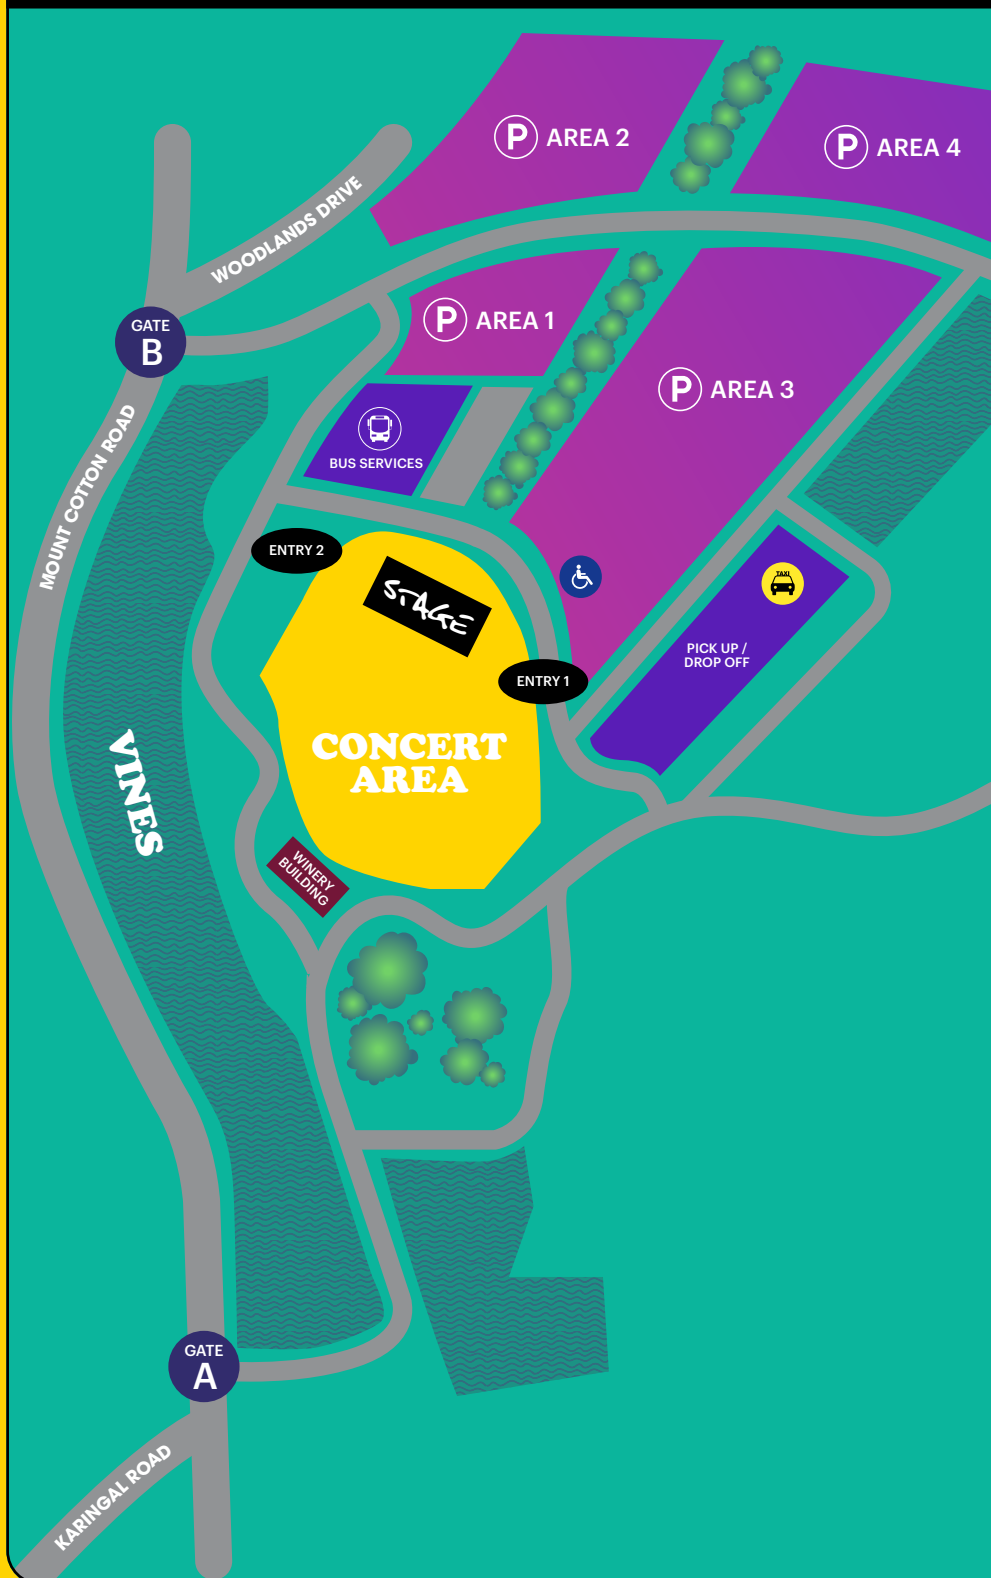 P AREA 2
P AREA 4
WOODLANDS DRIVE
P AREA 1
GATE
B
P AREA 3
MOUNT COTTON ROAD
BUS SERVICES
ENTRY 2
STAGE
TAXI
PICK UP /
DROP OFF
ENTRY 1
CONCERT
AREA
VINES
WINERY
BUILDING
GATE
A
KARINGAL ROAD